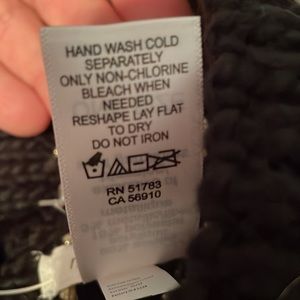 HAND WASH COLD
SEPARATELY
ONLY NON-CHLORINE
BLEACH WHEN
NEEDED
RESHAPE LAY FLAT
TO DRY
DO NOT IRON
RN 51783
CA 56910